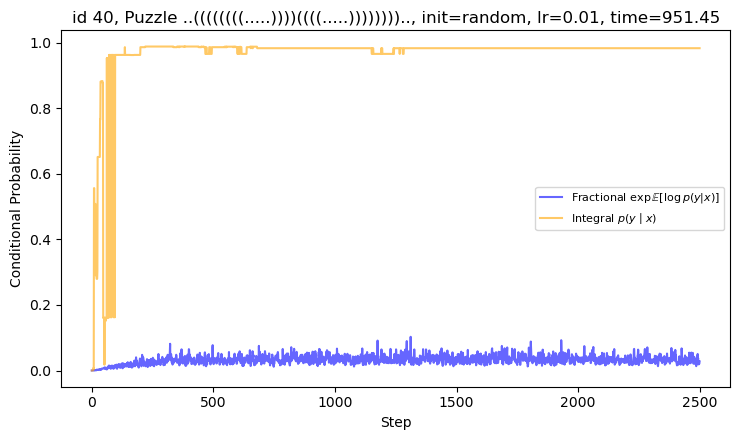 id 40, Puzzle ..((((((((.....))))((((.....)))))))).., init=random, lr=0.01, time=951.45
Conditional Probability
1.0
0.8
0.6
0.4
0.2
0.0
Fractional exp𝔼[log p(y|x)]
Integral p(y | x)
0
500
1000
1500
2000
2500
Step